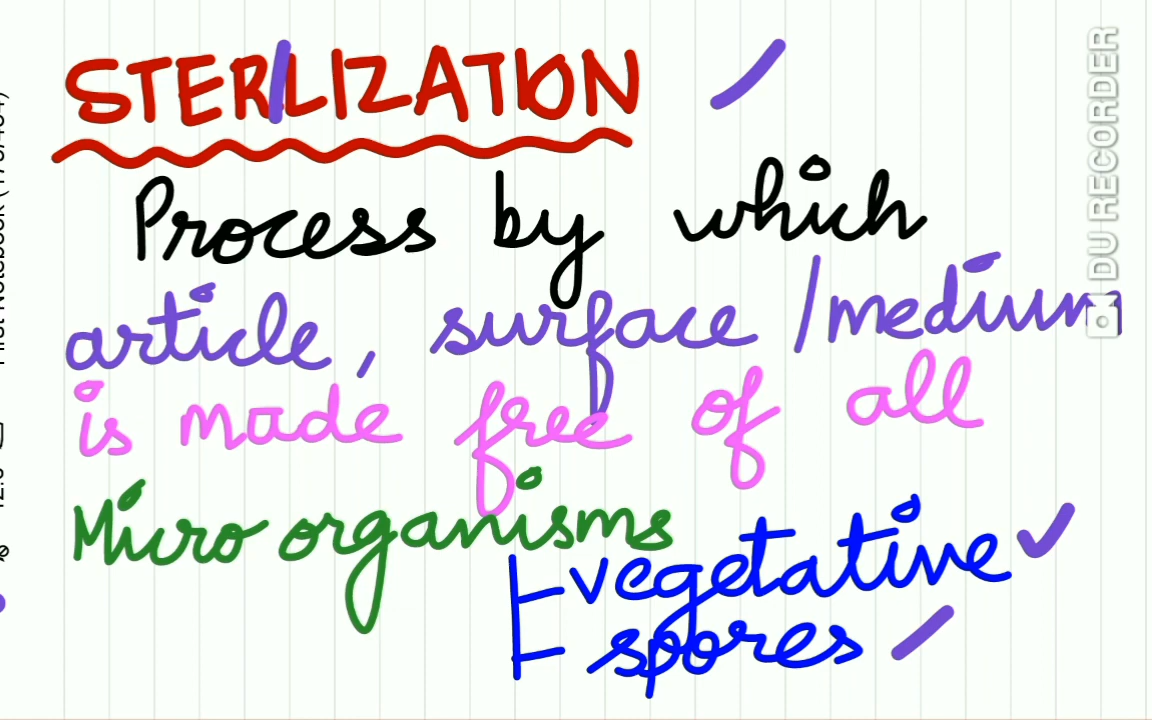 STERILIZATION
Process by which
article, surface /medium
is made free of all
Micro organisms
vegetative
spores
DU RECORDER